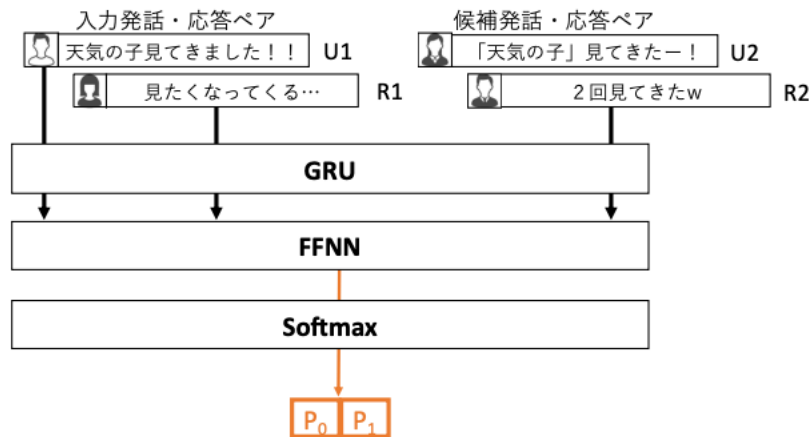 入力発話・応答ペア
天気の子見てきました！！ U1
見たくなってくる… R1
候補発話・応答ペア
「天気の子」見てきたー！ U2
２回見てきたw R2
GRU
FFNN
Softmax
P0 P1